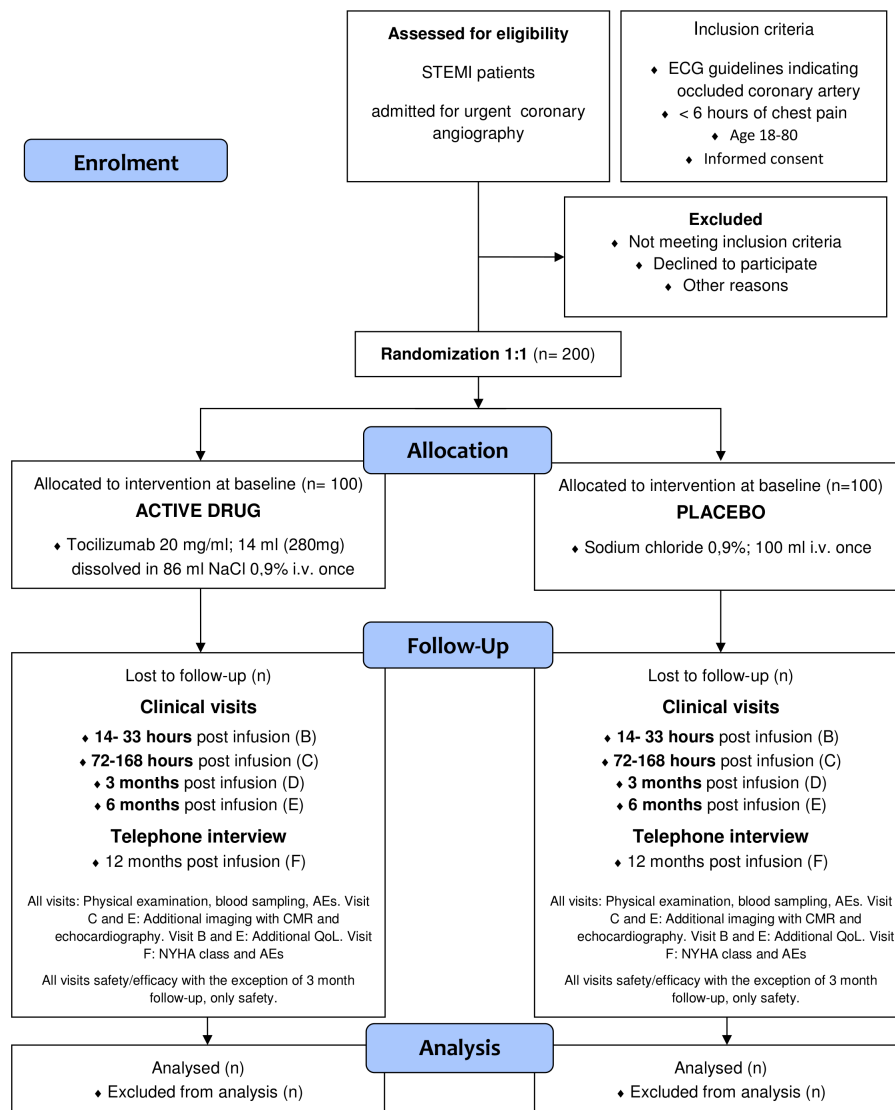 Assessed for eligibility
STEMI patients
admitted for urgent coronary
angiography
Inclusion criteria
♦ ECG guidelines indicating
occluded coronary artery
♦ < 6 hours of chest pain
♦ Age 18-80
♦ Informed consent
Enrolment
Excluded
♦ Not meeting inclusion criteria
♦ Declined to participate
♦ Other reasons
Randomization 1:1 (n= 200)
Allocation
Allocated to intervention at baseline (n= 100)
ACTIVE DRUG
♦ Tocilizumab 20 mg/ml; 14 ml (280mg)
dissolved in 86 ml NaCl 0,9% i.v. once
Allocated to intervention at baseline (n=100)
PLACEBO
♦ Sodium chloride 0,9%; 100 ml i.v. once
Follow-Up
Lost to follow-up (n)
Clinical visits
♦ 14- 33 hours post infusion (B)
♦ 72-168 hours post infusion (C)
♦ 3 months post infusion (D)
♦ 6 months post infusion (E)
Telephone interview
♦ 12 months post infusion (F)
All visits: Physical examination, blood sampling, AEs. Visit
C and E: Additional imaging with CMR and
echocardiography. Visit B and E: Additional QoL. Visit
F: NYHA class and AEs
All visits safety/efficacy with the exception of 3 month
follow-up, only safety.
Lost to follow-up (n)
Clinical visits
♦ 14- 33 hours post infusion (B)
♦ 72-168 hours post infusion (C)
♦ 3 months post infusion (D)
♦ 6 months post infusion (E)
Telephone interview
♦ 12 months post infusion (F)
All visits: Physical examination, blood sampling, AEs. Visit
C and E: Additional imaging with CMR and
echocardiography. Visit B and E: Additional QoL. Visit
F: NYHA class and AEs
All visits safety/efficacy with the exception of 3 month
follow-up, only safety.
Analysis
Analysed (n)
♦ Excluded from analysis (n)
Analysed (n)
♦ Excluded from analysis (n)